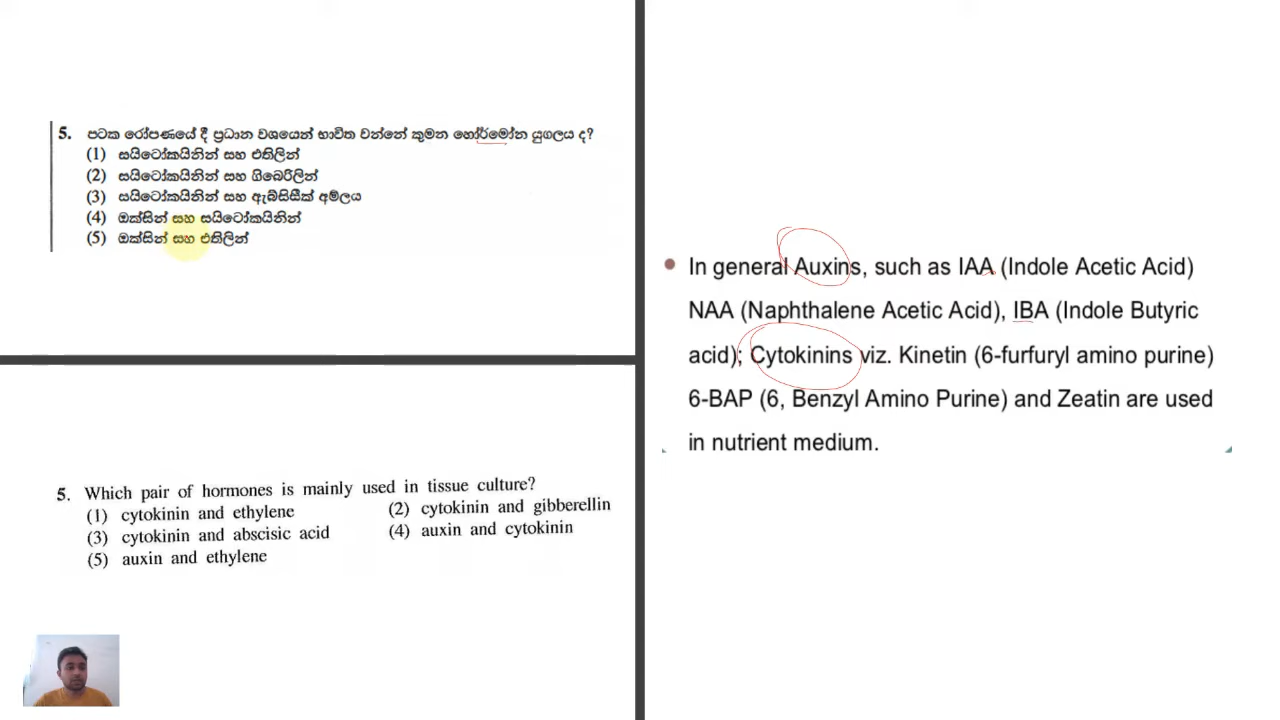 5. පටක රෝපණයේ දී ප්‍රධාන වශයෙන් භාවිත වන්නේ කුමන හෝර්මෝන යුගලය ද?
(1) සයිටෝකයිනින් සහ එතිලින්
(2) සයිටෝකයිනින් සහ ගිබෙරිලින්
(3) සයිටෝකයිනින් සහ ඇබ්සිසික් අම්ලය
(4) ඔක්සින් සහ සයිටෝකයිනින්
(5) ඔක්සින් සහ එතිලින්
5. Which pair of hormones is mainly used in tissue culture?
(1) cytokinin and ethylene (2) cytokinin and gibberellin
(3) cytokinin and abscisic acid (4) auxin and cytokinin
(5) auxin and ethylene
In general Auxins, such as IAA (Indole Acetic Acid)
NAA (Naphthalene Acetic Acid), IBA (Indole Butyric
acid); Cytokinins viz. Kinetin (6-furfuryl amino purine)
6-BAP (6, Benzyl Amino Purine) and Zeatin are used
in nutrient medium.